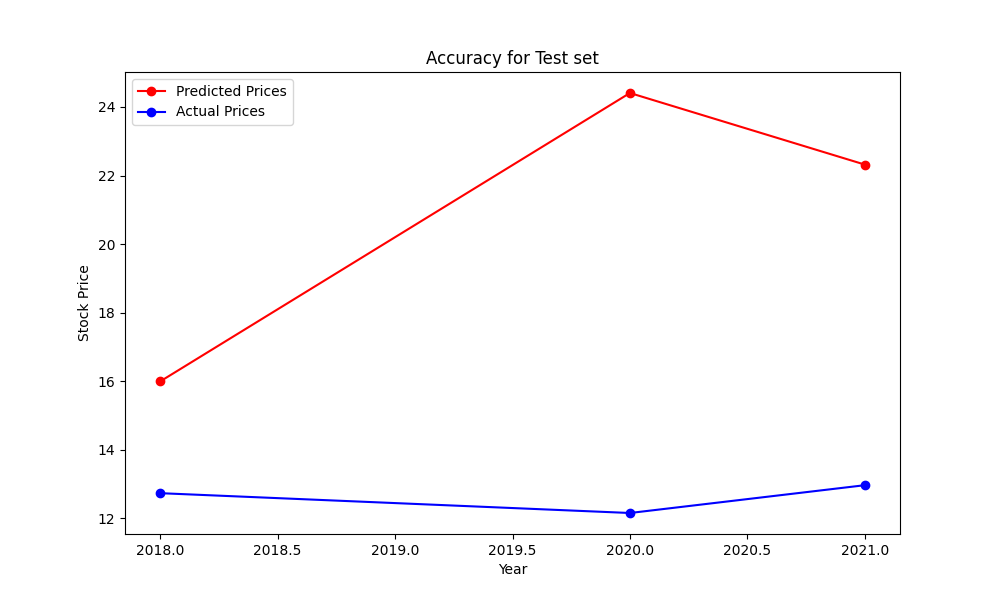 Accuracy for Test set
Predicted Prices
Actual Prices
24
22
20
18
16
14
12
Stock Price
2018.0 2018.5 2019.0 2019.5 2020.0 2020.5 2021.0
Year